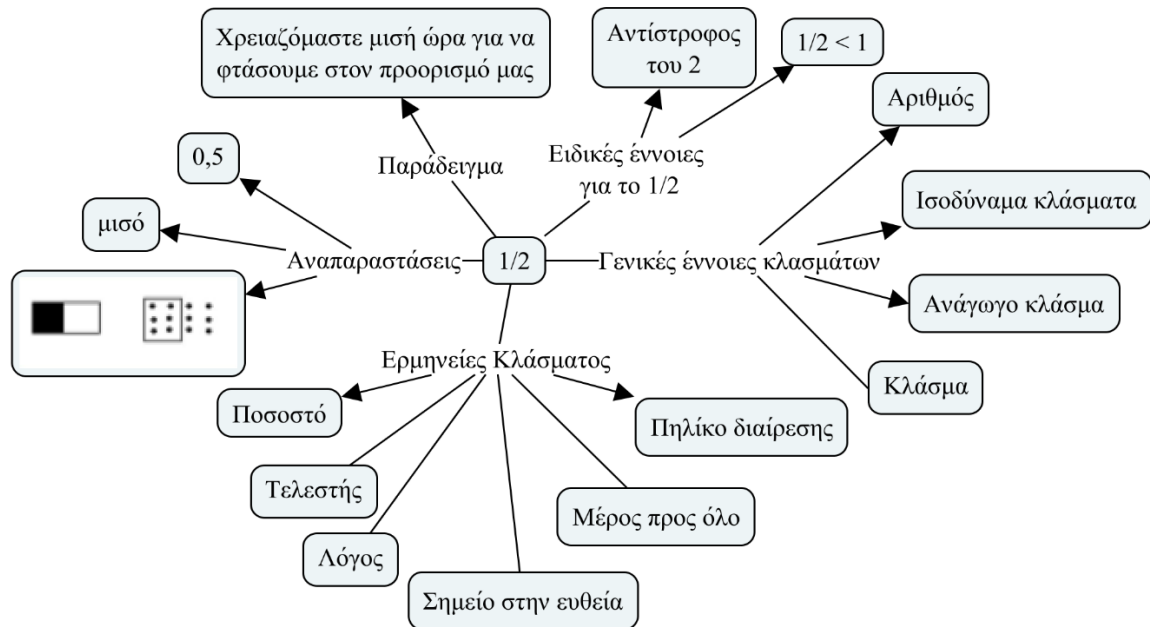 Χρειαζόμαστε μισή ώρα για να
φτάσουμε στον προορισμό μας
Αντίστροφος
του 2
1/2 < 1
Αριθμός
0,5
Παράδειγμα
Ειδικές έννοιες
για το 1/2
μισό
Ισοδύναμα κλάσματα
Αναπαραστάσεις
1/2
Γενικές έννοιες κλασμάτων
Ανάγωγο κλάσμα
Ερμηνείες Κλάσματος
Κλάσμα
Ποσοστό
Πηλίκο διαίρεσης
Τελεστής
Μέρος προς όλο
Λόγος
Σημείο στην ευθεία